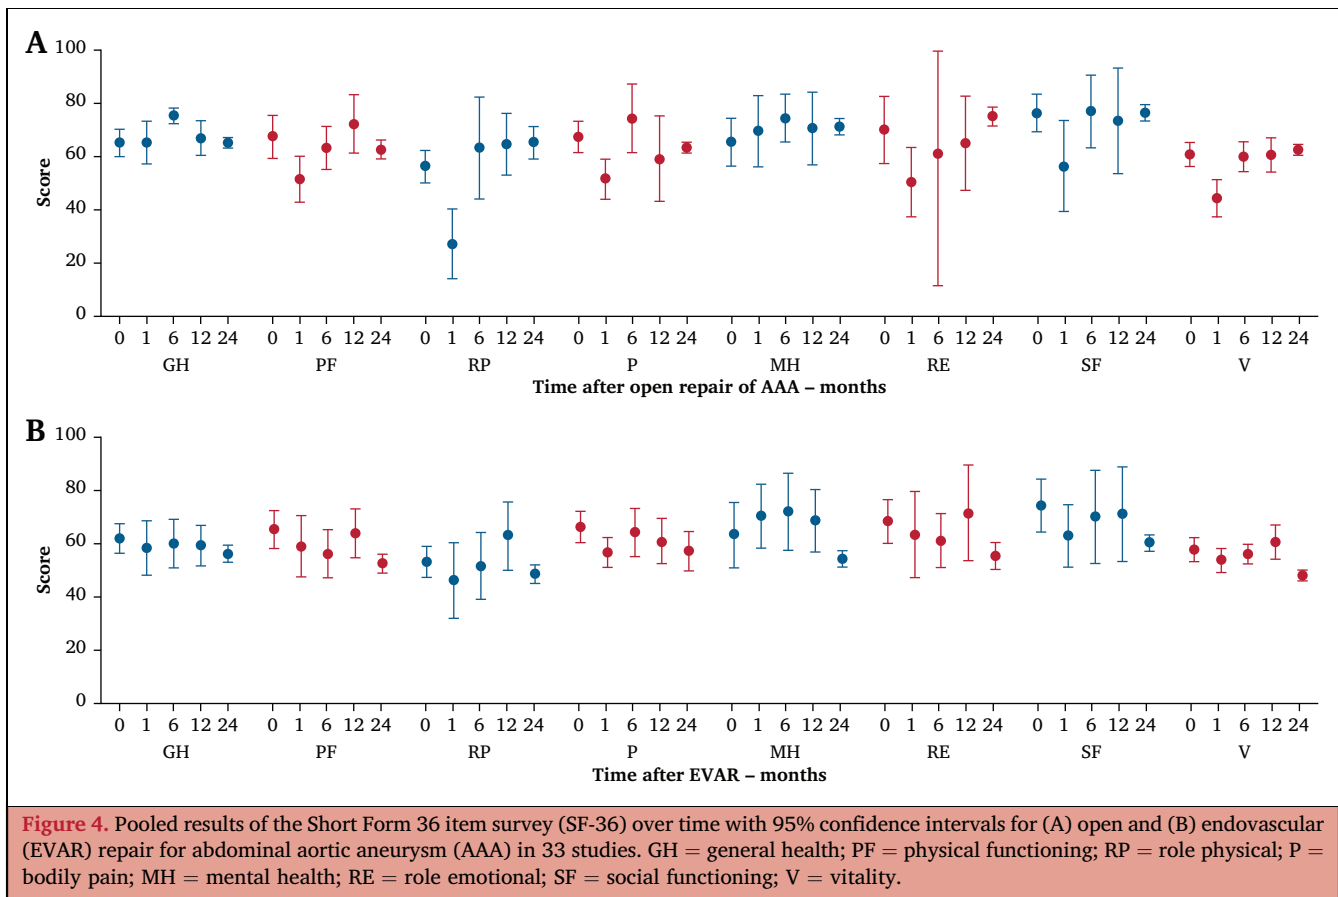 A
100
80
60
40
20
0
Score
0 1 6 12 24 0 1 6 12 24 0 1 6 12 24 0 1 6 12 24 0 1 6 12 24 0 1 6 12 24 0 1 6 12 24 0 1 6 12 24
GH PF RP P MH RE SF V
Time after open repair of AAA – months
B
100
80
60
40
20
0
Score
0 1 6 12 24 0 1 6 12 24 0 1 6 12 24 0 1 6 12 24 0 1 6 12 24 0 1 6 12 24 0 1 6 12 24 0 1 6 12 24
GH PF RP P MH RE SF V
Time after EVAR – months
Figure 4. Pooled results of the Short Form 36 item survey (SF-36) over time with 95% confidence intervals for (A) open and (B) endovascular
(EVAR) repair for abdominal aortic aneurysm (AAA) in 33 studies. GH = general health; PF = physical functioning; RP = role physical; P =
bodily pain; MH = mental health; RE = role emotional; SF = social functioning; V = vitality.